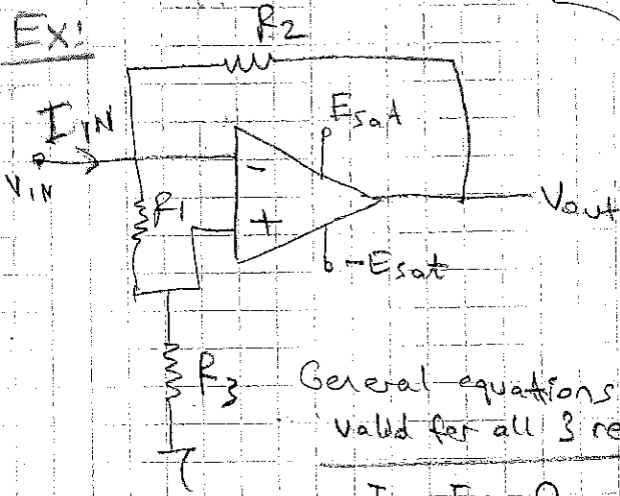 Ex:
R2
IIN
Esat
VIN
-
R1
+
Vout
-Esat
R3
General equations
valid for all 3 re